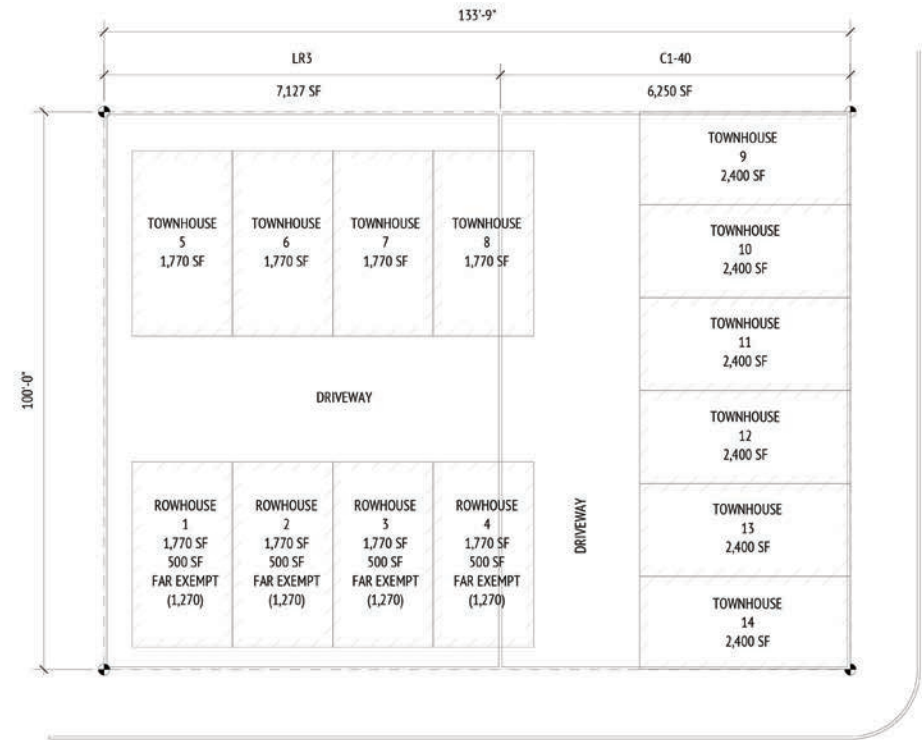 133'-9"
LR3
C1-40
7,127 SF
6,250 SF
100'-0"
TOWNHOUSE
5
1,770 SF
TOWNHOUSE
6
1,770 SF
TOWNHOUSE
7
1,770 SF
TOWNHOUSE
8
1,770 SF
TOWNHOUSE
9
2,400 SF
TOWNHOUSE
10
2,400 SF
TOWNHOUSE
11
2,400 SF
DRIVEWAY
TOWNHOUSE
12
2,400 SF
ROWHOUSE
1
1,770 SF
500 SF
FAR EXEMPT
(1,270)
ROWHOUSE
2
1,770 SF
500 SF
FAR EXEMPT
(1,270)
ROWHOUSE
3
1,770 SF
500 SF
FAR EXEMPT
(1,270)
ROWHOUSE
4
1,770 SF
500 SF
FAR EXEMPT
(1,270)
DRIVEWAY
TOWNHOUSE
13
2,400 SF
TOWNHOUSE
14
2,400 SF